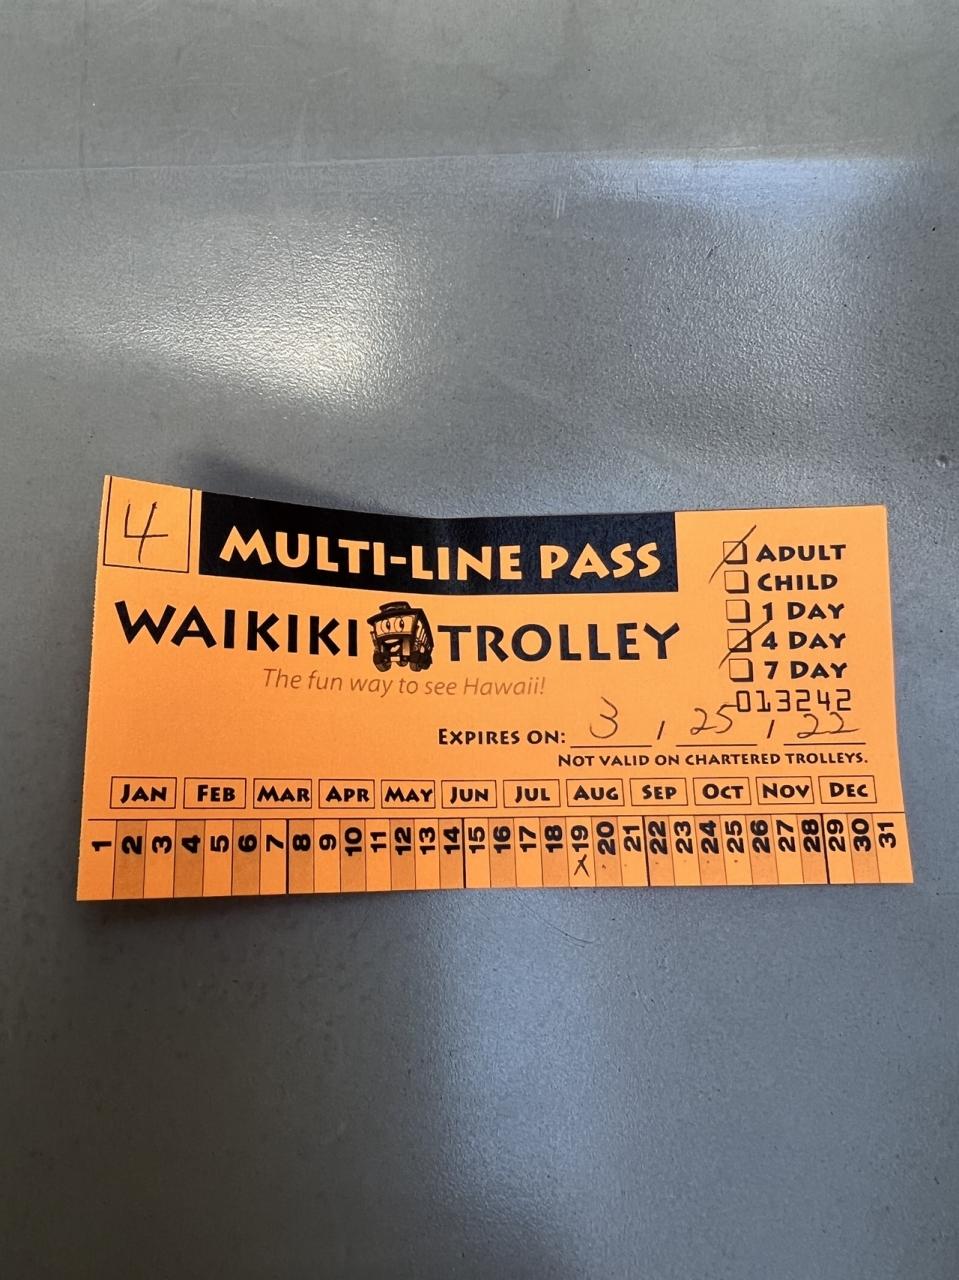 4
MULTI-LINE PASS
WAIKIKI TROLLEY
The fun way to see Hawaii!
ADULT
CHILD
1 DAY
4 DAY
7 DAY
013242
EXPIRES ON: 3 / 25 / 22
NOT VALID ON CHARTERED TROLLEYS.
JAN FEB MAR APR MAY JUN JUL AUG SEP OCT NOV DEC
1 2 3 4 5 6 7 8 9 10 11 12 13 14 15 16 17 18 19 20 21 22 23 24 25 26 27 28 29 30 31
x